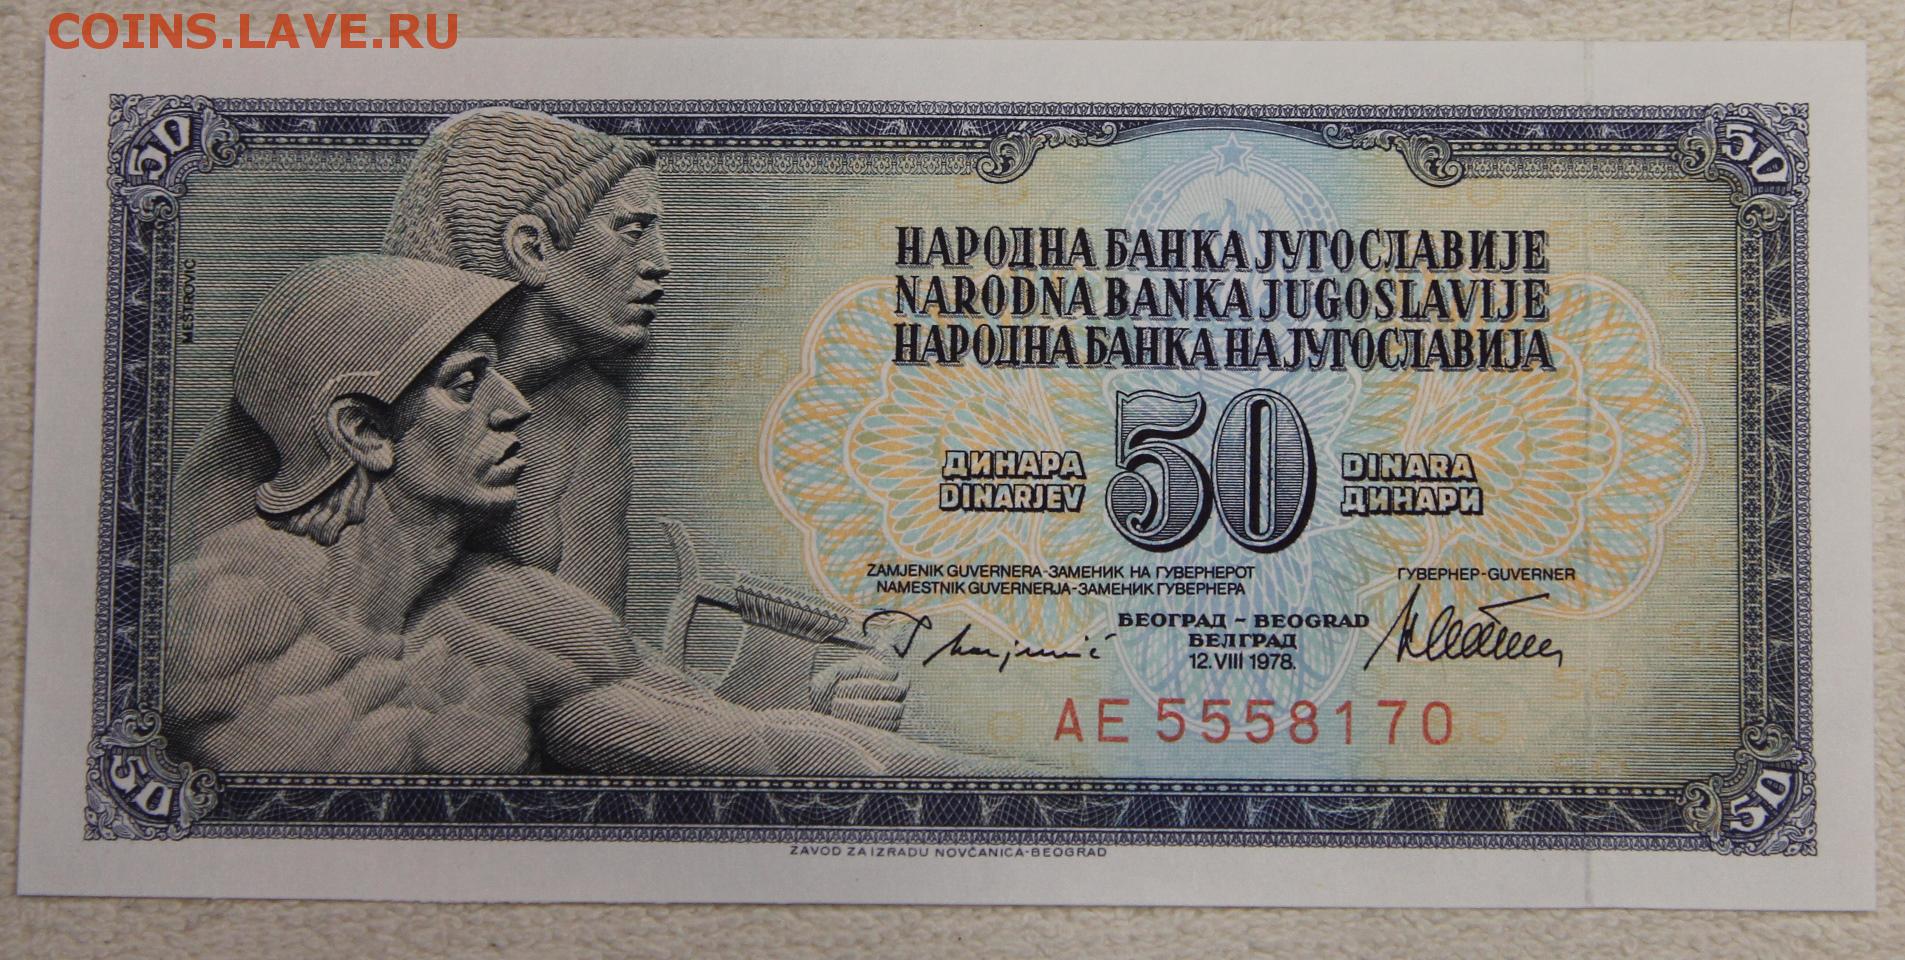 COINS.LAVE.RU
50
50
MEŠTROVIĆ
НАРОДНА БАНКА ЈУГОСЛАВИЈЕ
NARODNA BANKA JUGOSLAVIJE
НАРОДНА БАНКА НА ЈУГОСЛАВИЈА
50
ДИНАРА DINARA
DINARJEV ДИНАРИ
ZAMJENIK GUVERNERA-ЗАМЕНИК НА ГУВЕРНЕРОТ ГУВЕРНЕР-GUVERNER
NAMESTNIK GUVERNERJA-ЗАМЕНИК ГУВЕРНЕРА
БЕОГРАД - BEOGRAD
БЕЛГРАД
12.VIII 1978.
AE 5558170
50
50
ZAVOD ZA IZRADU NOVČANICA-BEOGRAD